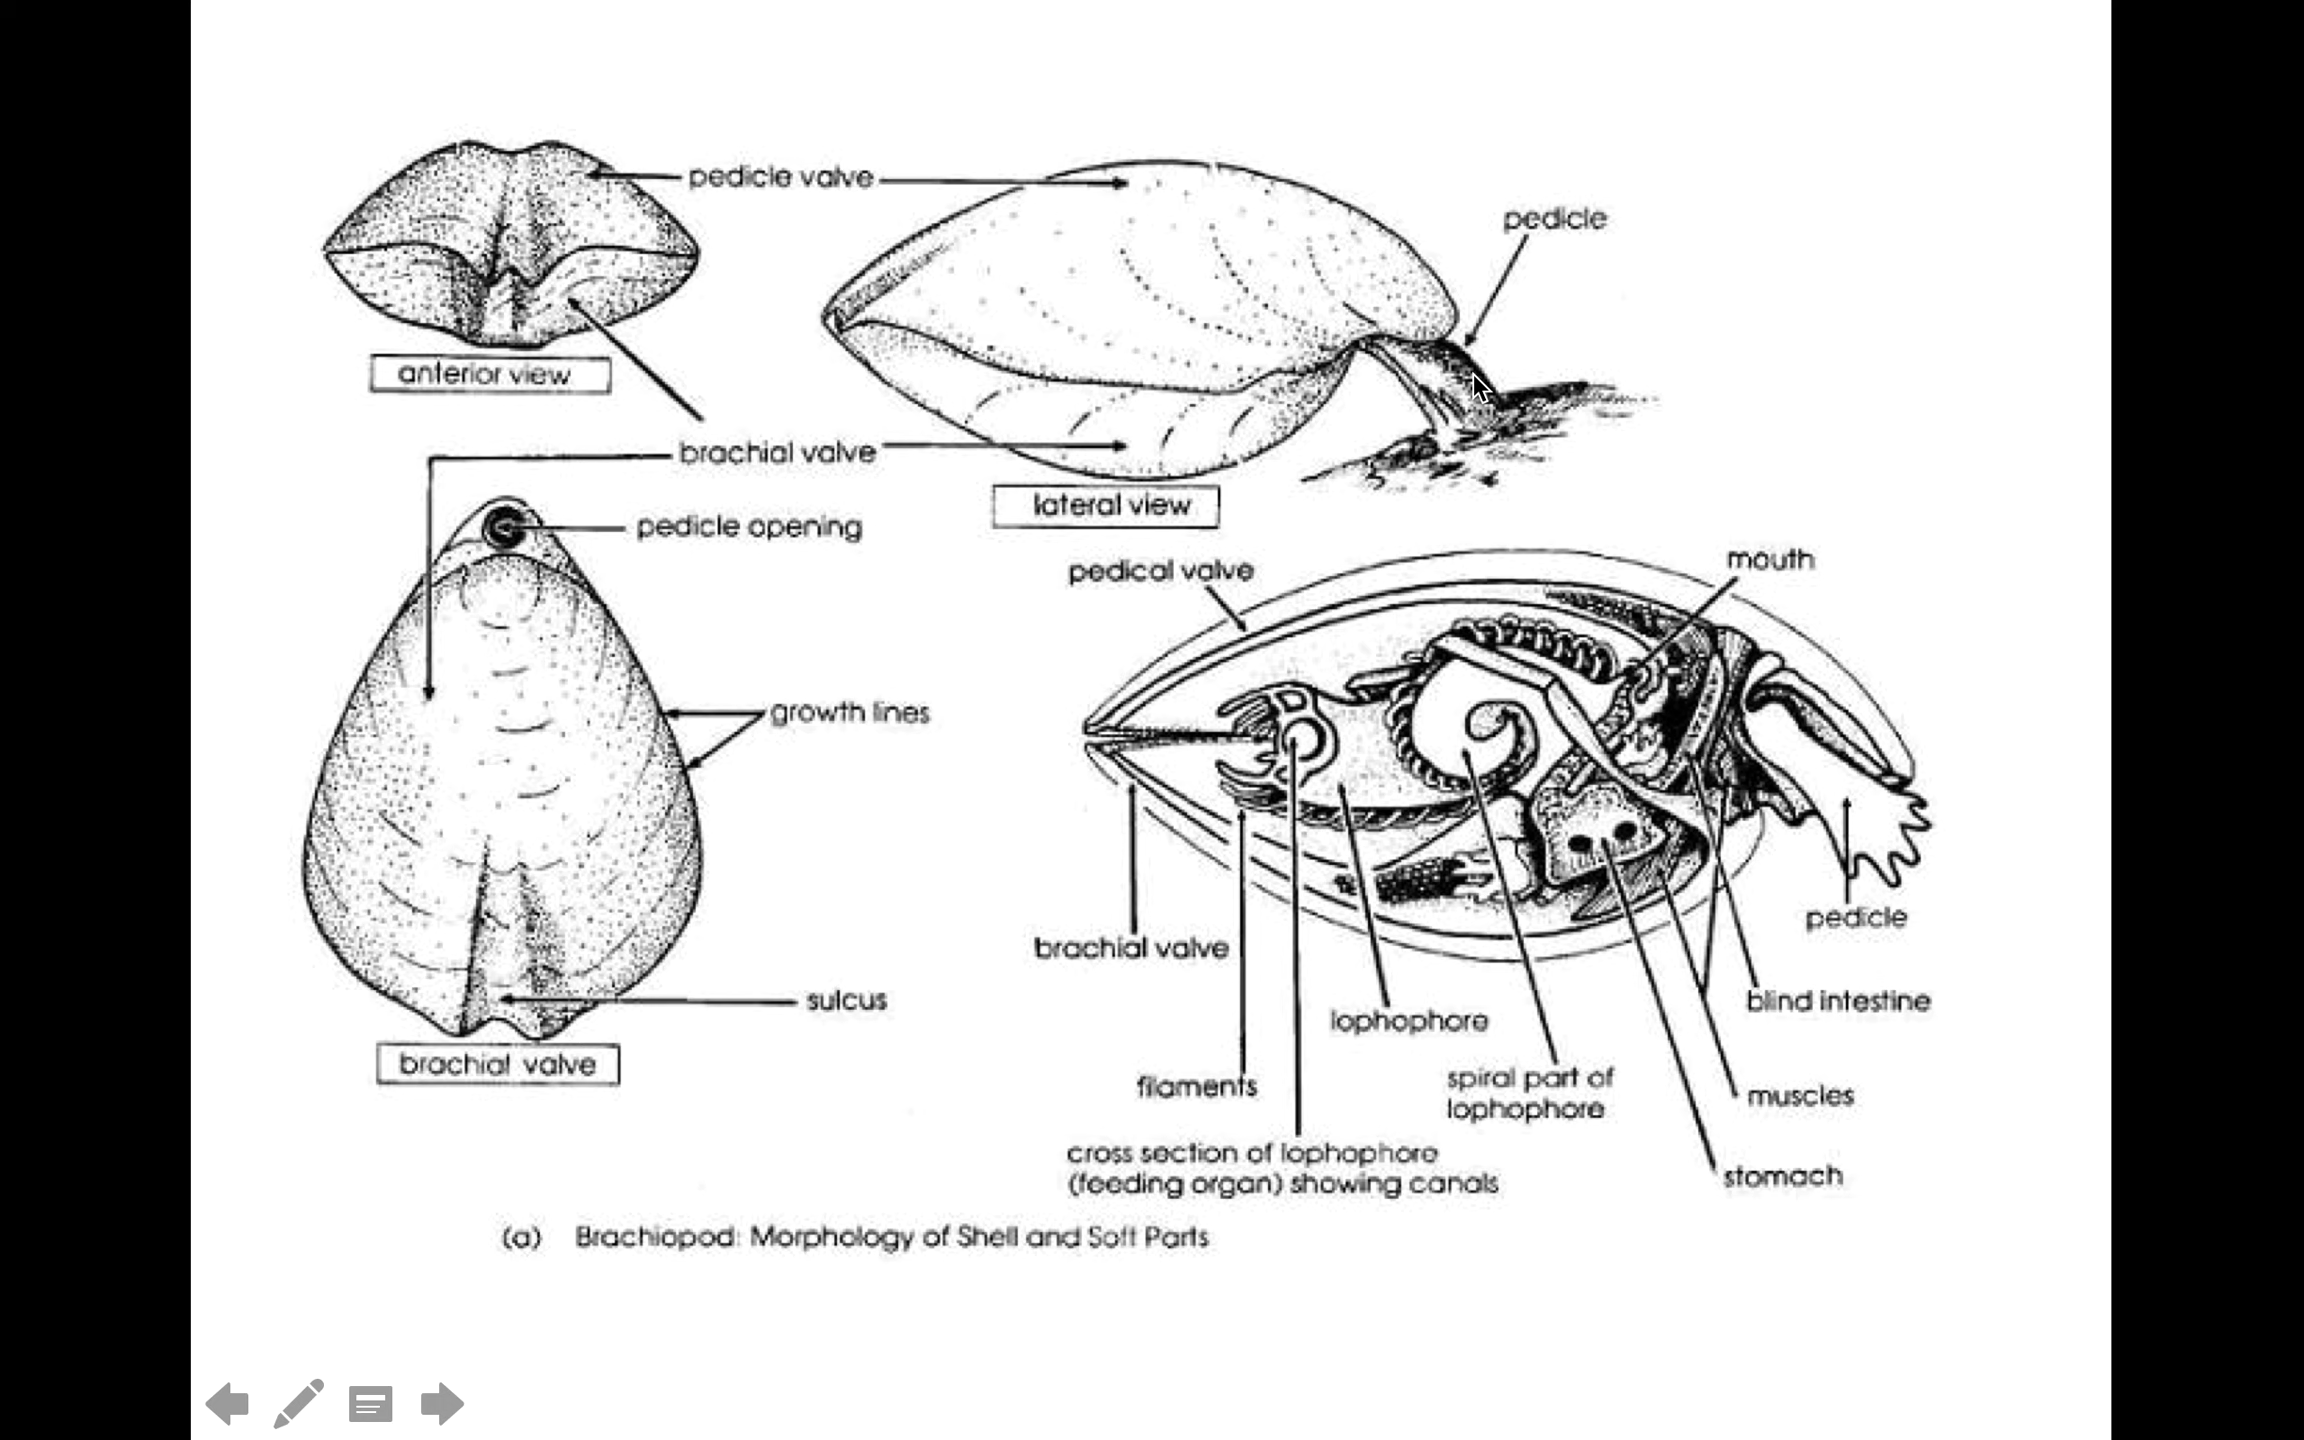 pedicle valve
pedicle
anterior view
brachial valve
lateral view
pedicle opening
pedical valve
mouth
growth lines
pedicle
brachial valve
sulcus
blind intestine
lophophore
brachial valve
filaments
spiral part of
lophophore
muscles
cross section of lophophore
(feeding organ) showing canals
stomach
(a) Brachiopod: Morphology of Shell and Soft Parts